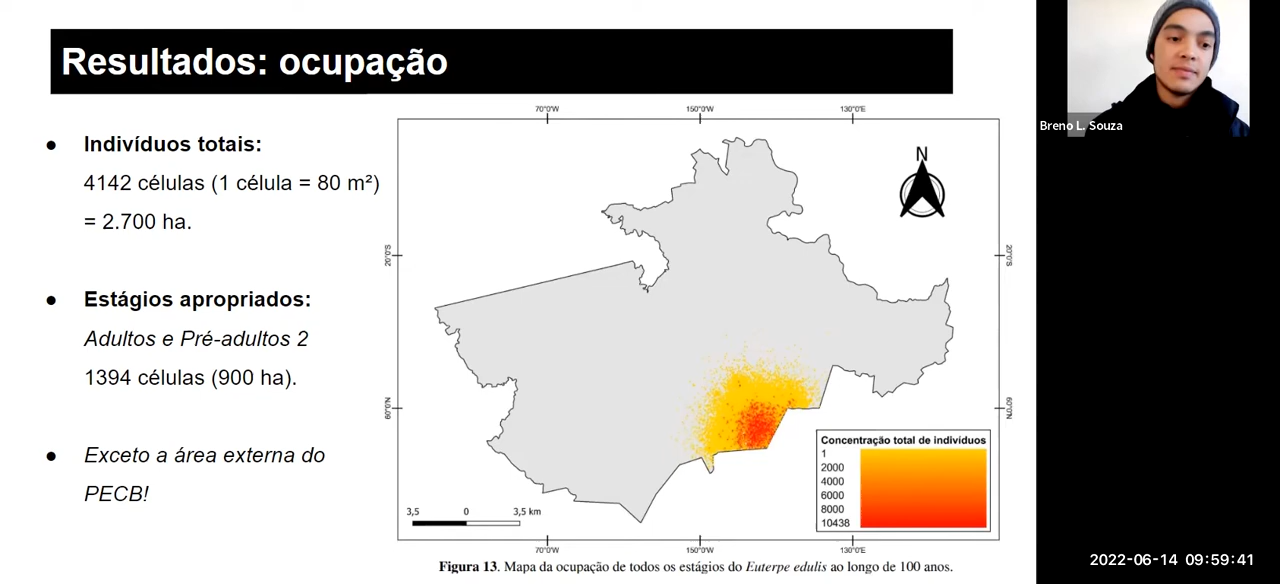 Resultados: ocupação
● Indivíduos totais:
4142 células (1 célula = 80 m²)
= 2.700 ha.
● Estágios apropriados:
Adultos e Pré-adultos 2
1394 células (900 ha).
● Exceto a área externa do
PECB!
70°0'W 150°0'W 130°0'E
N
20°0'S 20°0'S
60°0'N 60°0'N
Concentração total de indivíduos
1
2000
4000
6000
8000
10438
3,5 0 3,5 km
70°0'W 150°0'W 130°0'E
Figura 13. Mapa da ocupação de todos os estágios do Euterpe edulis ao longo de 100 anos.
Breno L. Souza
2022-06-14 09:59:41